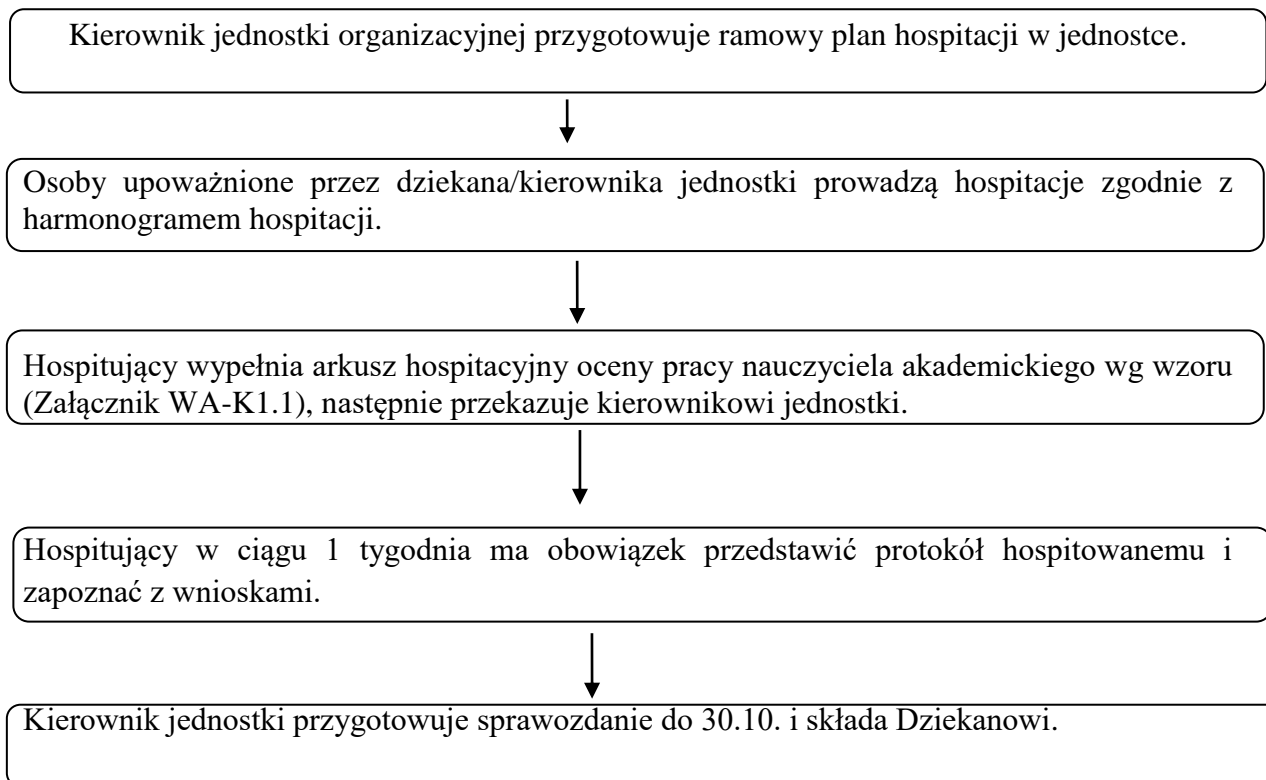 Kierownik jednostki organizacyjnej przygotowuje ramowy plan hospitacji w jednostce.
Osoby upoważnione przez dziekana/kierownika jednostki prowadzą hospitacje zgodnie z
harmonogramem hospitacji.
Hospitujący wypełnia arkusz hospitacyjny oceny pracy nauczyciela akademickiego wg wzoru
(Załącznik WA-K1.1), następnie przekazuje kierownikowi jednostki.
Hospitujący w ciągu 1 tygodnia ma obowiązek przedstawić protokół hospitowanemu i
zapoznać z wnioskami.
Kierownik jednostki przygotowuje sprawozdanie do 30.10. i składa Dziekanowi.